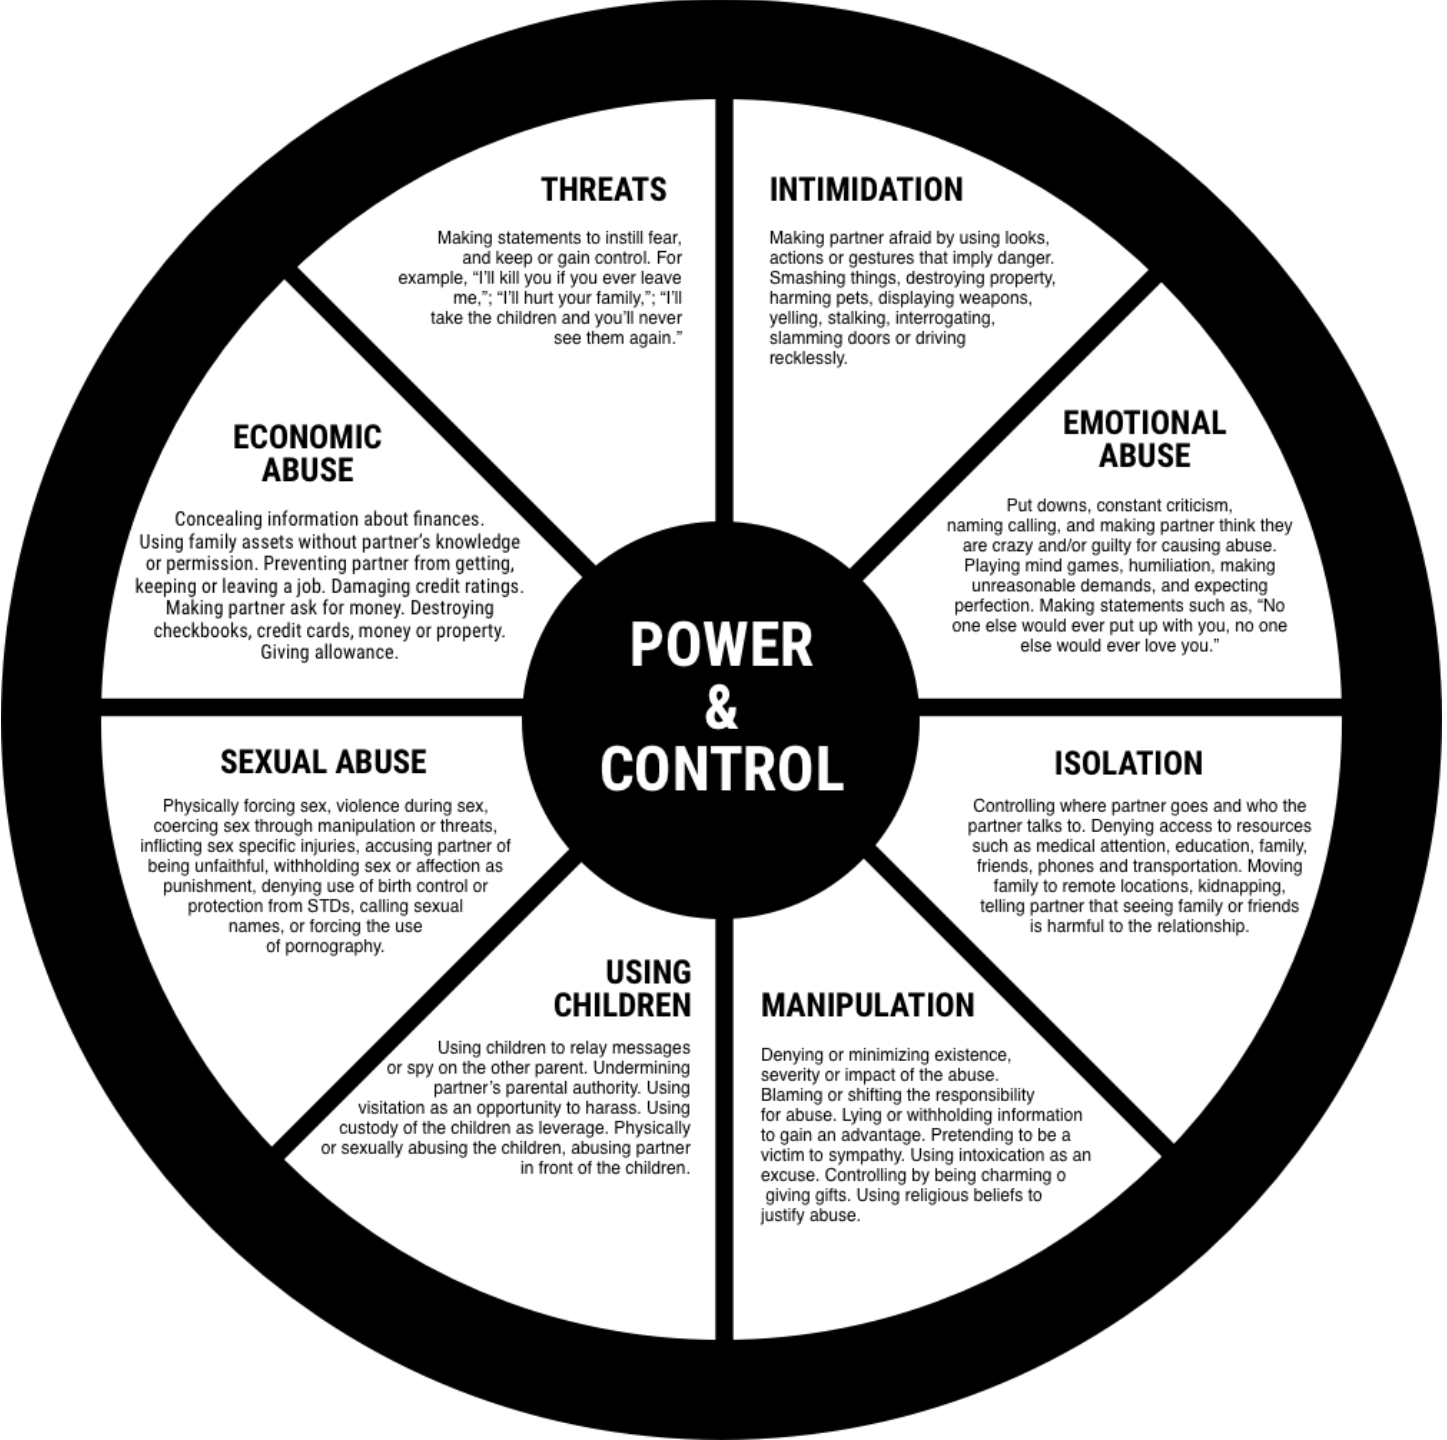 THREATS
Making statements to instill fear,
and keep or gain control. For
example, “I’ll kill you if you ever leave
me,”; “I’ll hurt your family,”; “I’ll
take the children and you’ll never
see them again.”
INTIMIDATION
Making partner afraid by using looks,
actions or gestures that imply danger.
Smashing things, destroying property,
harming pets, displaying weapons,
yelling, stalking, interrogating,
slamming doors or driving
recklessly.
ECONOMIC
ABUSE
Concealing information about finances.
Using family assets without partner’s knowledge
or permission. Preventing partner from getting,
keeping or leaving a job. Damaging credit ratings.
Making partner ask for money. Destroying
checkbooks, credit cards, money or property.
Giving allowance.
EMOTIONAL
ABUSE
Put downs, constant criticism,
naming calling, and making partner think they
are crazy and/or guilty for causing abuse.
Playing mind games, humiliation, making
unreasonable demands, and expecting
perfection. Making statements such as, “No
one else would ever put up with you, no one
else would ever love you.”
POWER
&
CONTROL
SEXUAL ABUSE
Physically forcing sex, violence during sex,
coercing sex through manipulation or threats,
inflicting sex specific injuries, accusing partner of
being unfaithful, withholding sex or affection as
punishment, denying use of birth control or
protection from STDs, calling sexual
names, or forcing the use
of pornography.
ISOLATION
Controlling where partner goes and who the
partner talks to. Denying access to resources
such as medical attention, education, family,
friends, phones and transportation. Moving
family to remote locations, kidnapping,
telling partner that seeing family or friends
is harmful to the relationship.
USING
CHILDREN
Using children to relay messages
or spy on the other parent. Undermining
partner’s parental authority. Using
visitation as an opportunity to harass. Using
custody of the children as leverage. Physically
or sexually abusing the children, abusing partner
in front of the children.
MANIPULATION
Denying or minimizing existence,
severity or impact of the abuse.
Blaming or shifting the responsibility
for abuse. Lying or withholding information
to gain an advantage. Pretending to be a
victim to sympathy. Using intoxication as an
excuse. Controlling by being charming o
giving gifts. Using religious beliefs to
justify abuse.